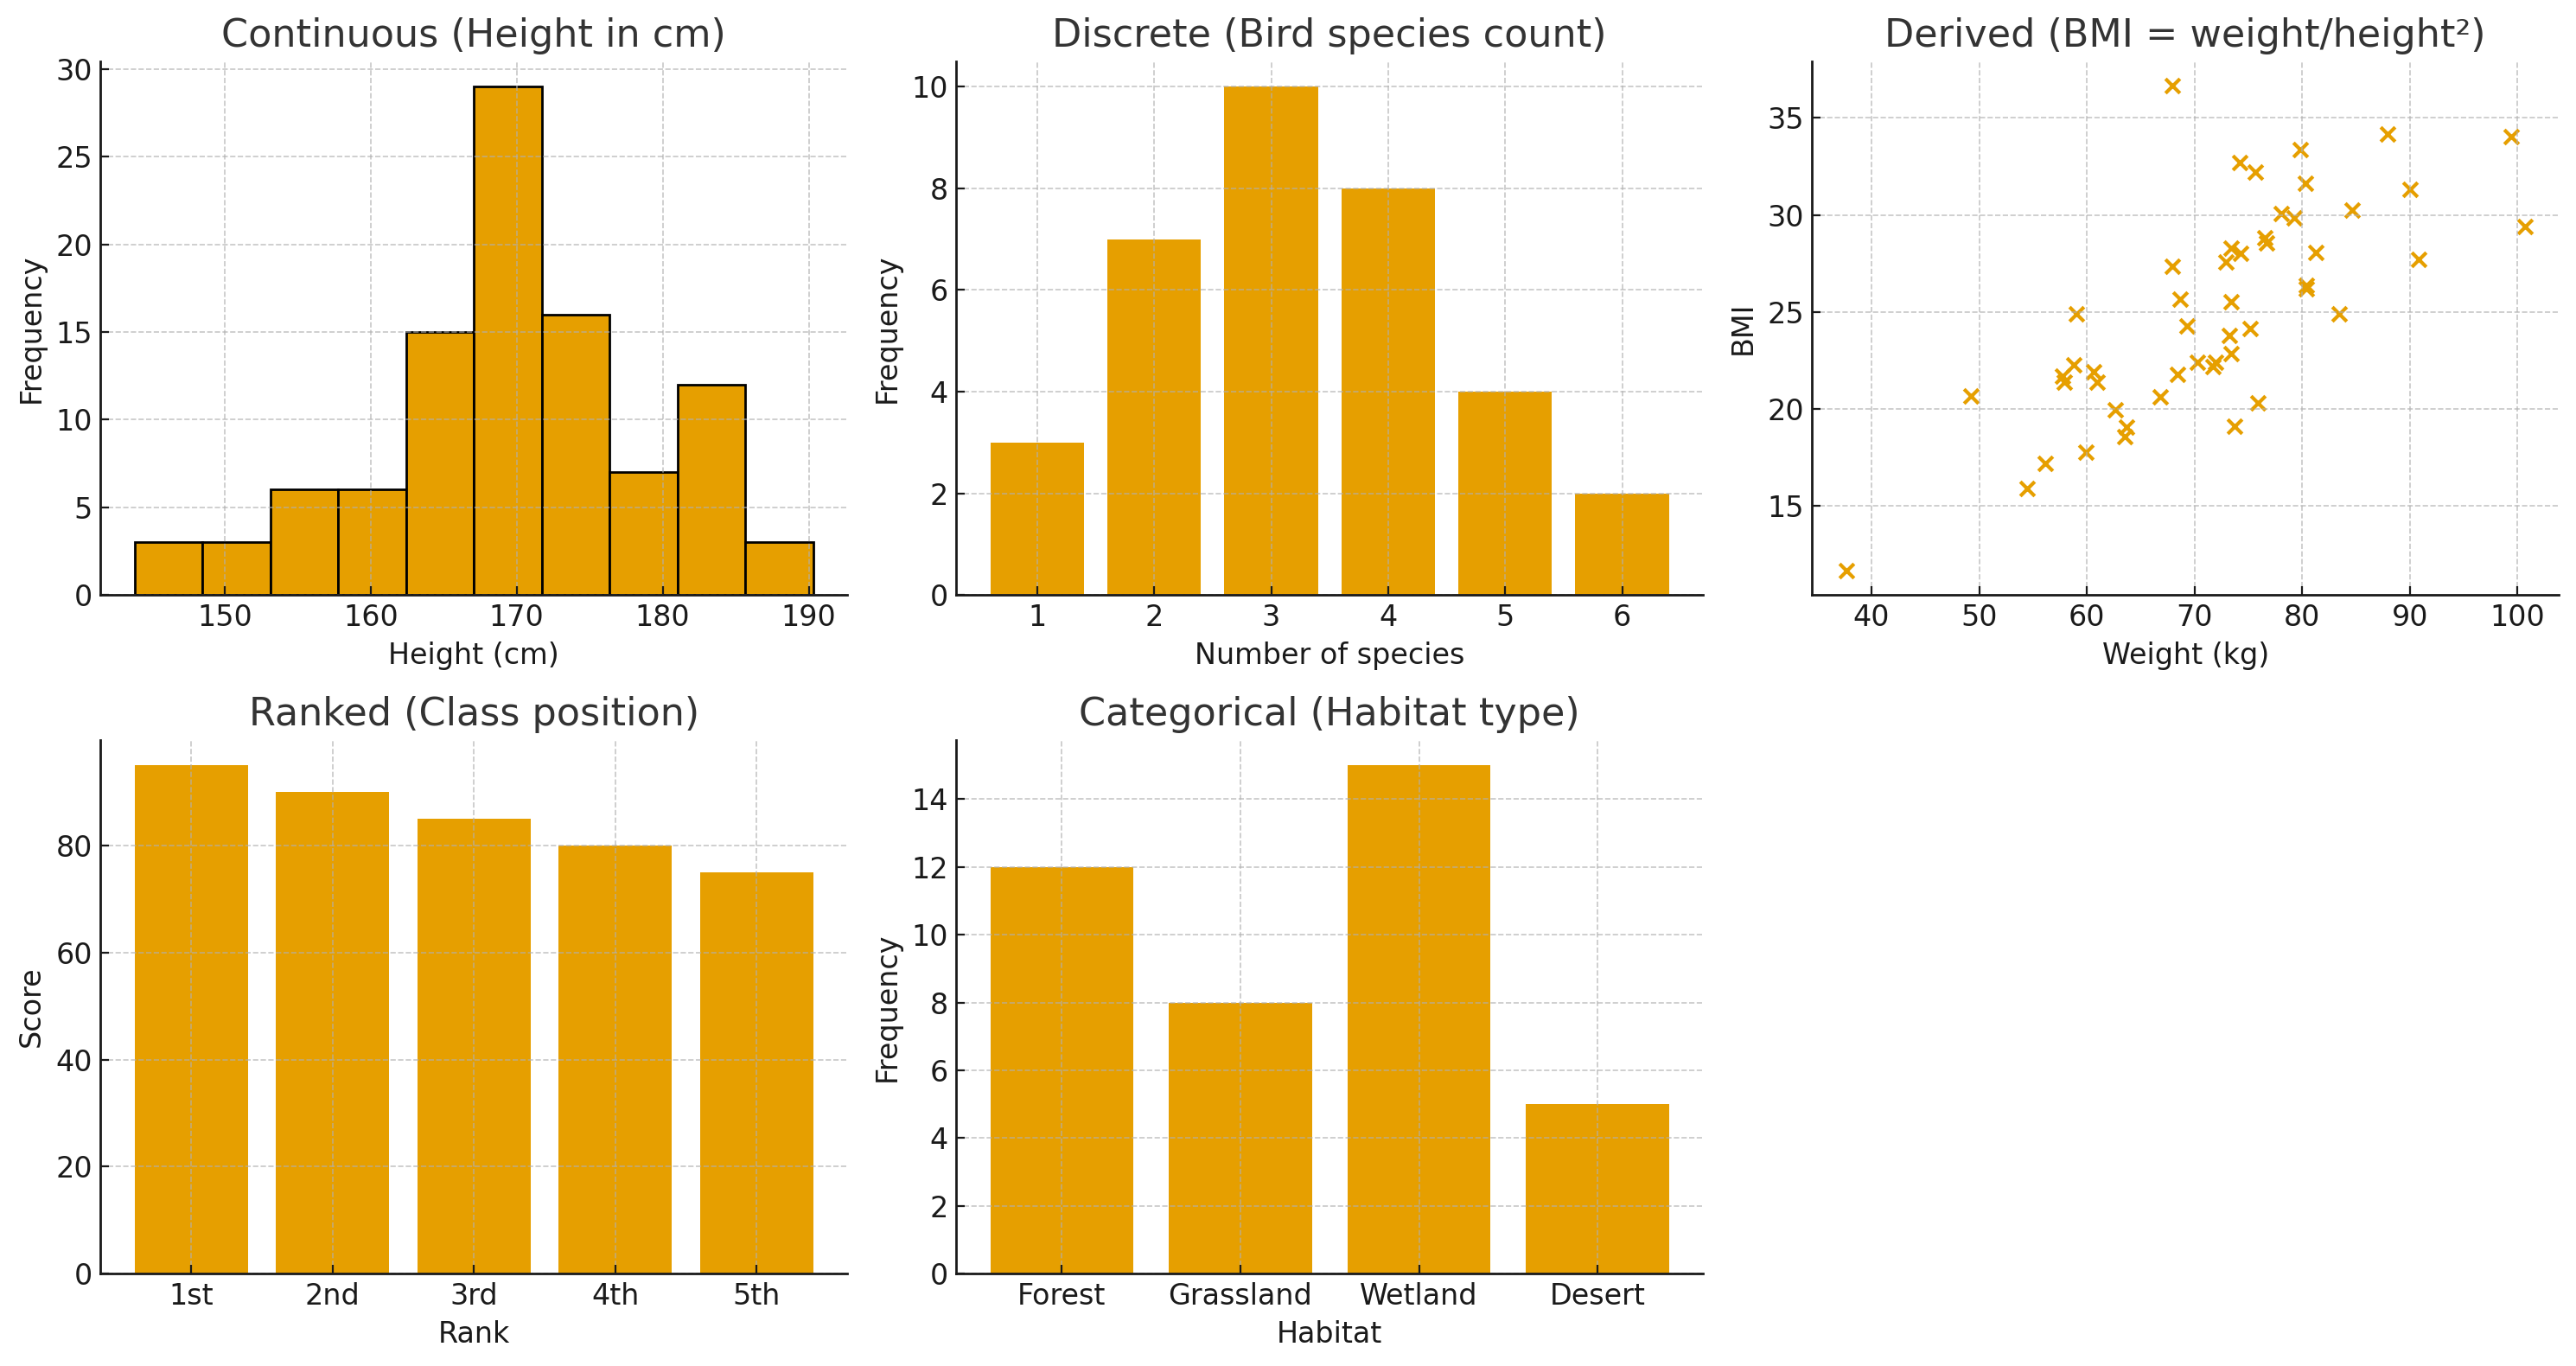 Continuous (Height in cm)
30
25
20
15
10
5
0
Frequency
150 160 170 180 190
Height (cm)
Discrete (Bird species count)
10
8
6
4
2
0
Frequency
1 2 3 4 5 6
Number of species
Derived (BMI = weight/height²)
35
30
25
20
15
BMI
40 50 60 70 80 90 100
Weight (kg)
Ranked (Class position)
80
60
40
20
0
Score
1st 2nd 3rd 4th 5th
Rank
Categorical (Habitat type)
14
12
10
8
6
4
2
0
Frequency
Forest Grassland Wetland Desert
Habitat